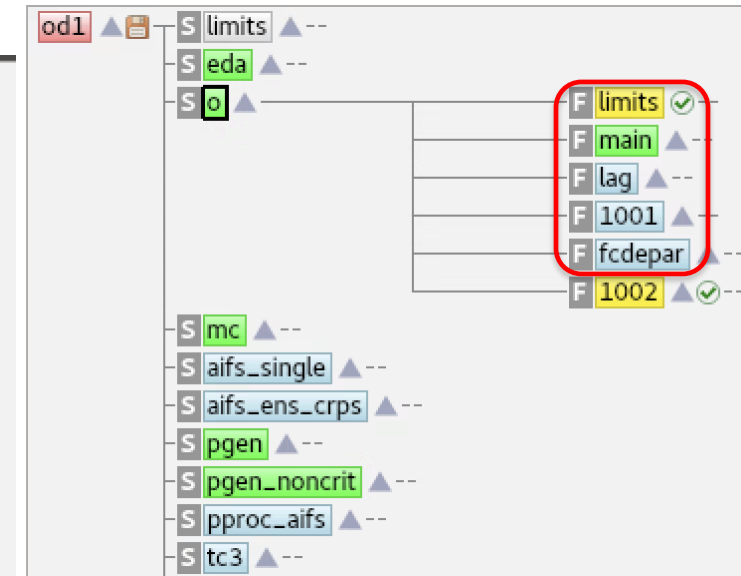 od1 S limits
S eda
S o F limits
F main
F lag
F 1001
F fcdepar
F 1002
S mc
S aifs_single
S aifs_ens_crps
S pgen
S pgen_noncrit
S pproc_aifs
S tc3